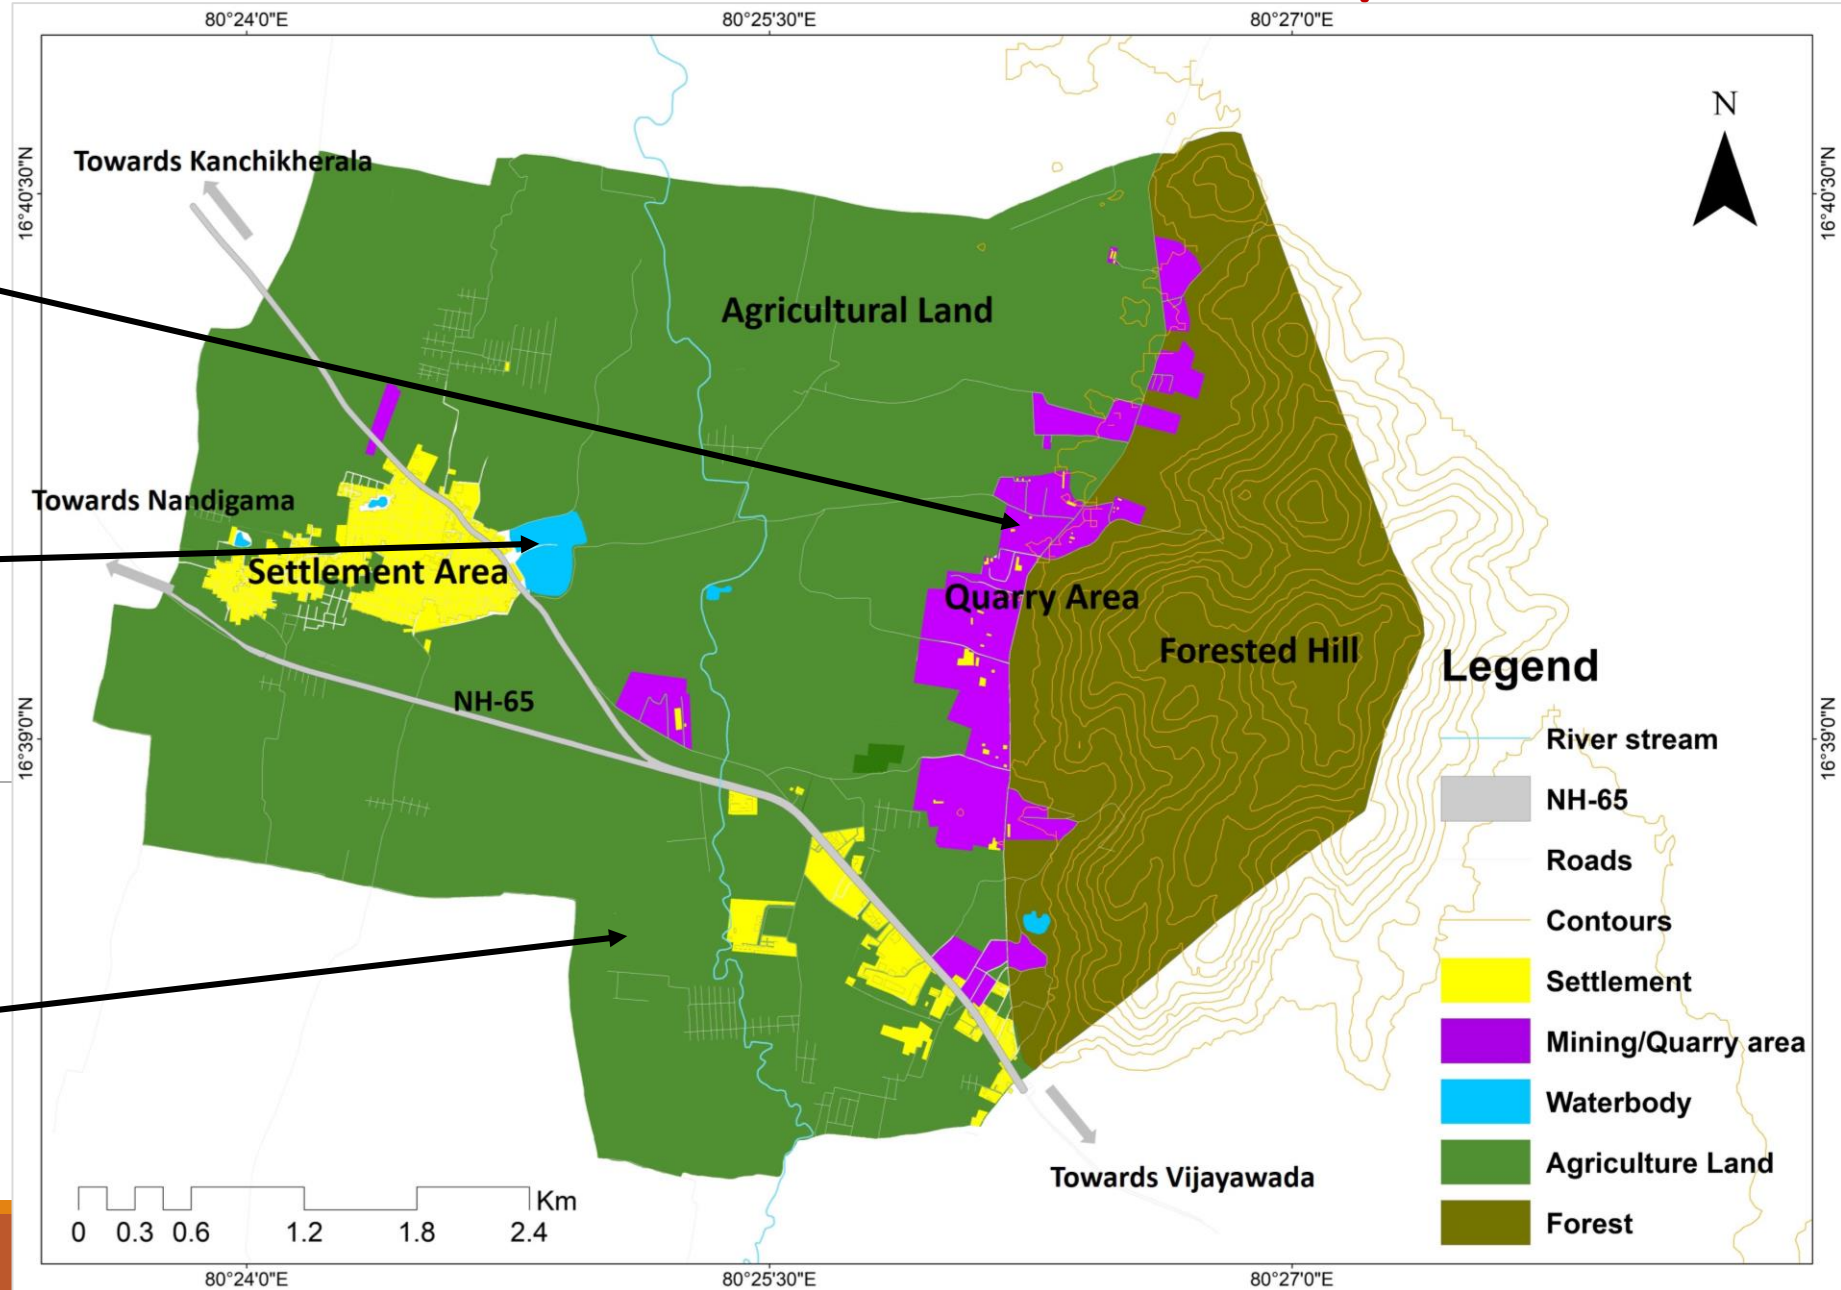 80°24'0"E
80°25'30"E
80°27'0"E
N
16°40'30"N
16°40'30"N
Towards Kanchikherala
Agricultural Land
Towards Nandigama
Settlement Area
Quarry Area
Forested Hill
NH-65
16°39'0"N
16°39'0"N
Legend
River stream
NH-65
Roads
Contours
Settlement
Mining/Quarry area
Waterbody
Agriculture Land
Forest
Towards Vijayawada
Km
0 0.3 0.6 1.2 1.8 2.4
80°24'0"E
80°25'30"E
80°27'0"E